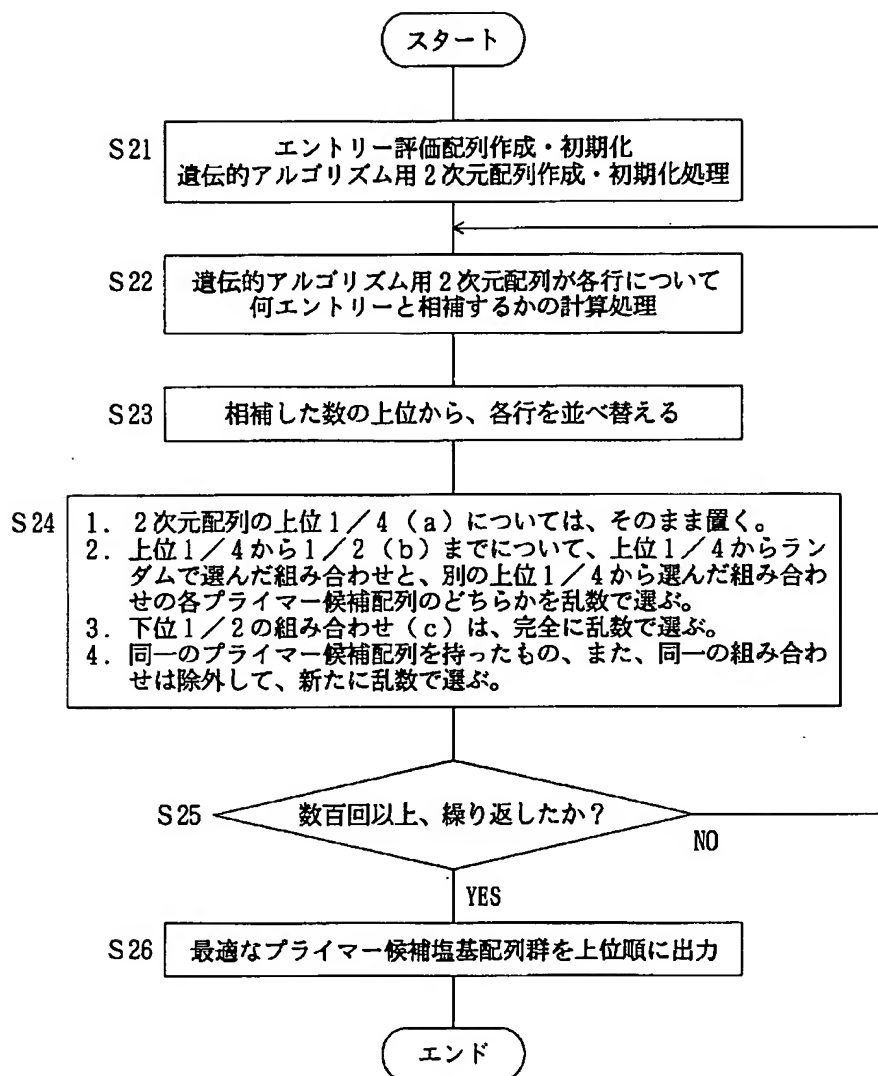 スタート
S21
エントリー評価配列作成・初期化
遺伝的アルゴリズム用2次元配列作成・初期化処理
S22
遺伝的アルゴリズム用2次元配列が各行について
何エントリーと相補するかの計算処理
S23
相補した数の上位から、各行を並べ替える
S24
1. 2次元配列の上位1/4(a)については、そのまま置く。
2. 上位1/4から1/2(b)までについて、上位1/4からラン
ダムで選んだ組み合わせと、別の上位1/4から選んだ組み合わ
せの各プライマー候補配列のどちらかを乱数で選ぶ。
3. 下位1/2の組み合わせ(c)は、完全に乱数で選ぶ。
4. 同一のプライマー候補配列を持ったもの、また、同一の組み合わ
せは除外して、新たに乱数で選ぶ。
S25
数百回以上、繰り返したか?
NO
YES
S26
最適なプライマー候補塩基配列群を上位順に出力
エンド